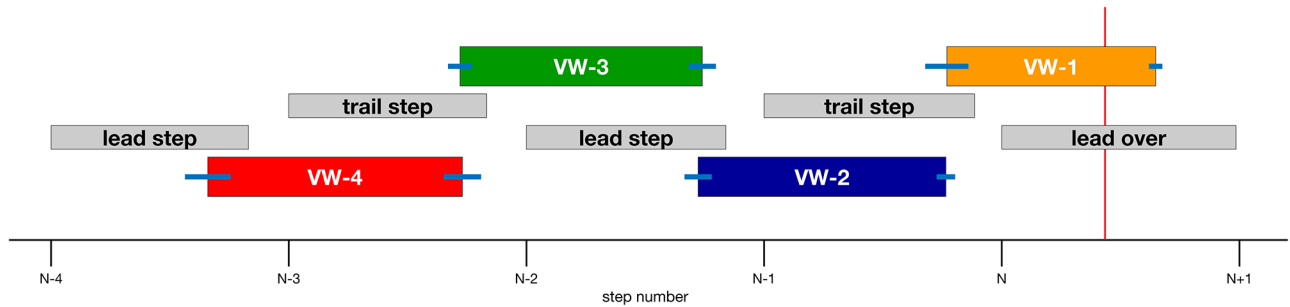 VW-3
VW-1
trail step
trail step
lead step
lead step
lead over
VW-4
VW-2
N-4
N-3
N-2
N-1
N
N+1
step number